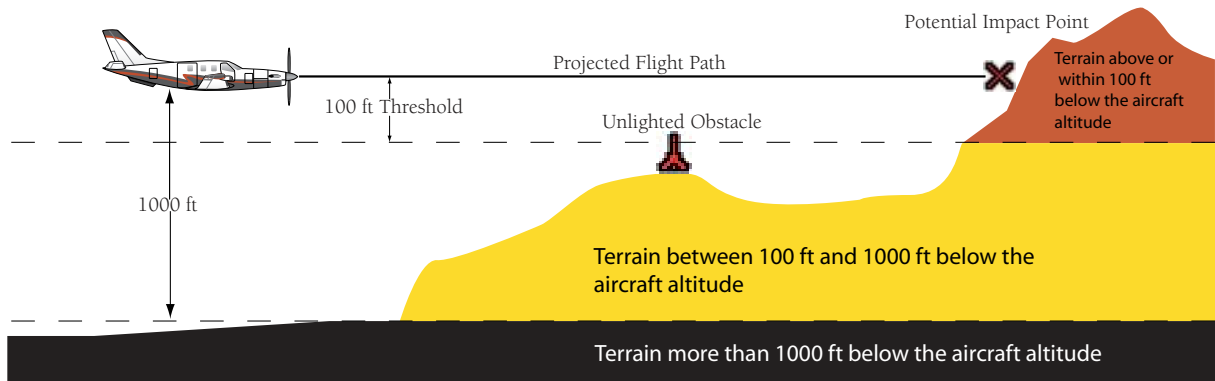 Potential Impact Point
Projected Flight Path
Terrain above or
within 100 ft
below the aircraft
altitude
100 ft Threshold
Unlighted Obstacle
1000 ft
Terrain between 100 ft and 1000 ft below the
aircraft altitude
Terrain more than 1000 ft below the aircraft altitude